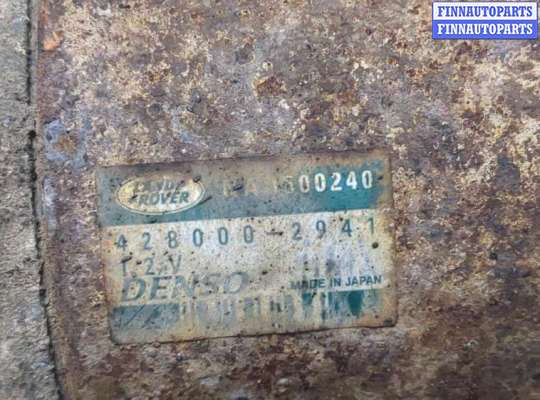 FINNAUTOPARTS
FINNAUTOPARTS
LAND
ROVER
500240
428000-2941
12V
DENSO
MADE IN JAPAN